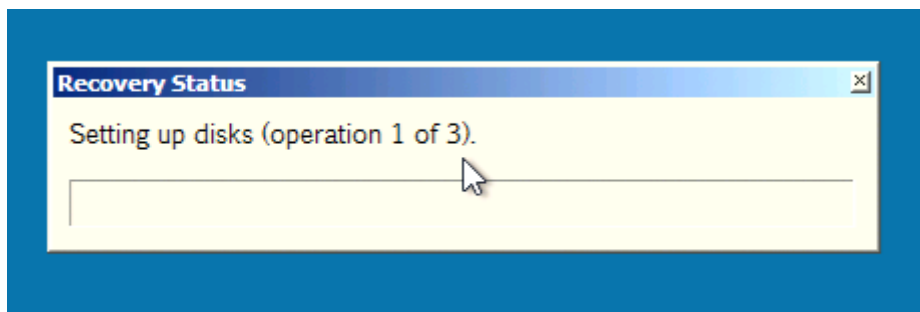 Recovery Status
Setting up disks (operation 1 of 3).